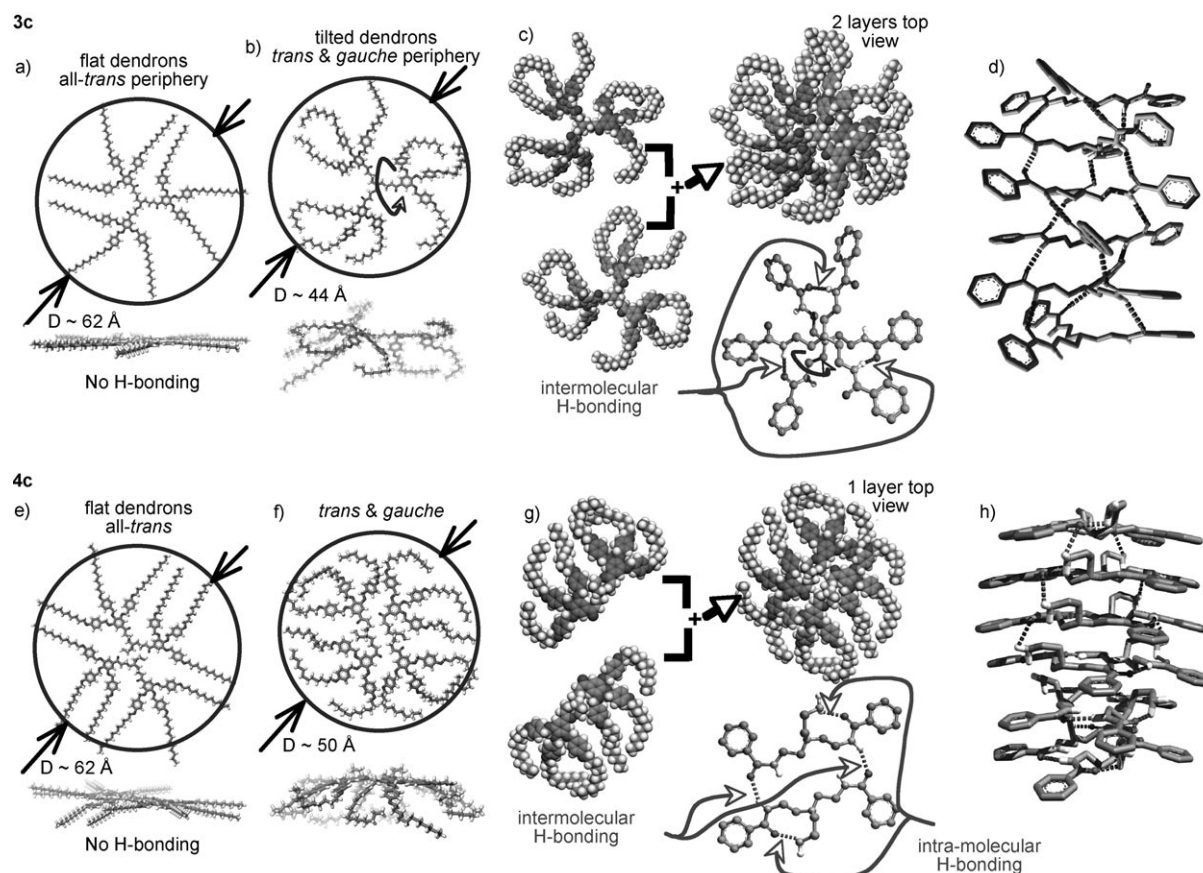 3c
a)
flat dendrons
all-trans periphery
D ~ 62 Å
No H-bonding
b)
tilted dendrons
trans & gauche periphery
D ~ 44 Å
c)
2 layers top
view
+
intermolecular
H-bonding
d)
4c
e)
flat dendrons
all-trans
D ~ 62 Å
No H-bonding
f)
trans & gauche
D ~ 50 Å
g)
1 layer top
view
+
intermolecular
H-bonding
intra-molecular
H-bonding
h)